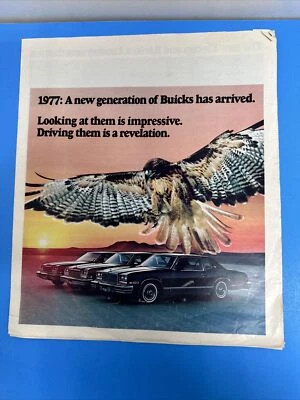 1977: A new generation of Buicks has arrived.
Looking at them is impressive.
Driving them is a revelation.